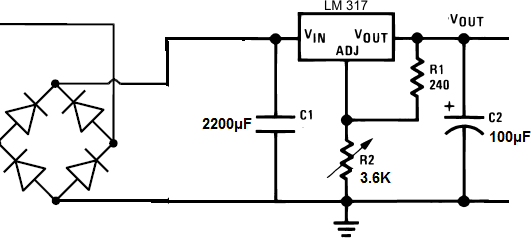 LM 317
VIN VOUT
ADJ
VOUT
R1
240
C1
2200µF
+
C2
100µF
R2
3.6K